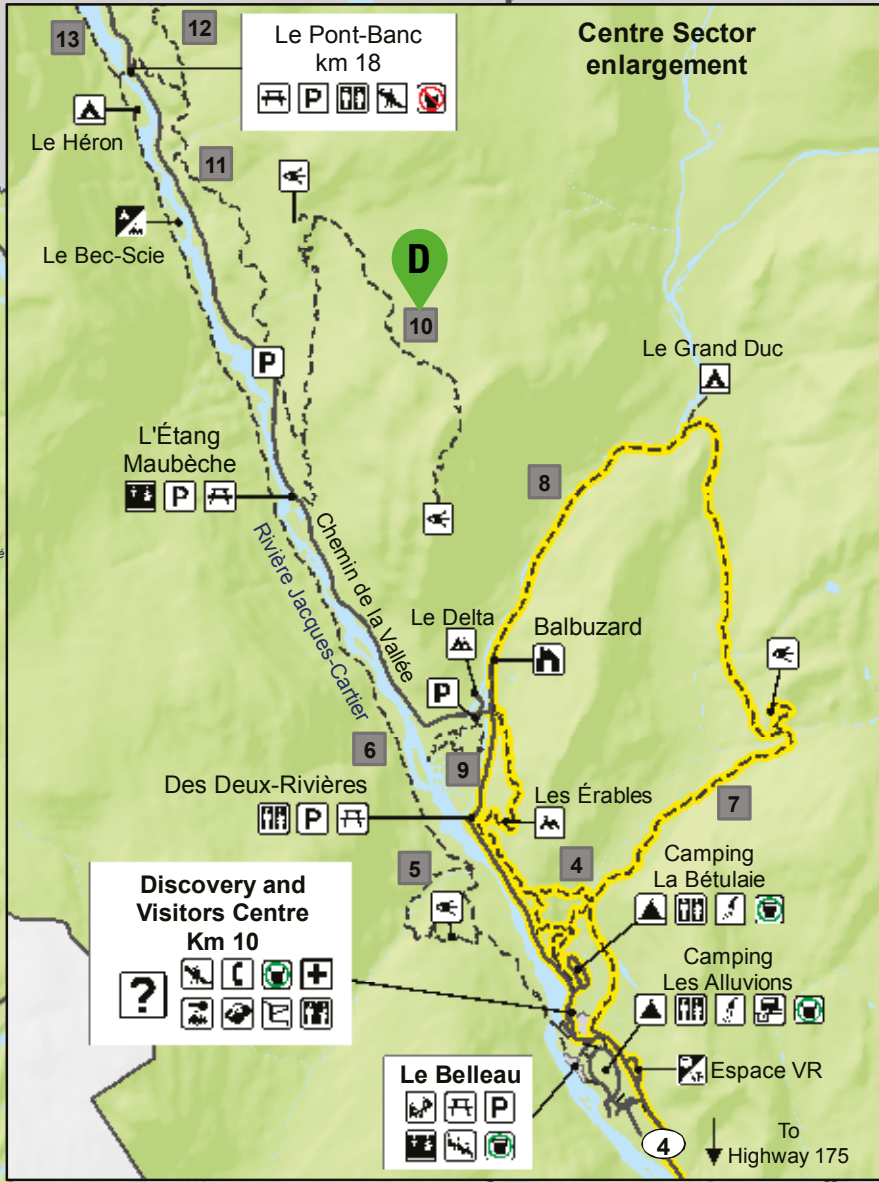 Centre Sector
enlargement
13
12
Le Pont-Banc
km 18
P
Le Héron
11
Le Bec-Scie
D
10
P
Le Grand Duc
L'Étang
Maubèche
P
8
Chemin de la Vallée
Rivière Jacques-Cartier
Le Delta
Balbuzard
P
6
9
Des Deux-Rivières
P
Les Érables
7
5
4
Camping
La Bétulaie
Discovery and
Visitors Centre
Km 10
?
Camping
Les Alluvions
Le Belleau
P
Espace VR
4
To
Highway 175
é